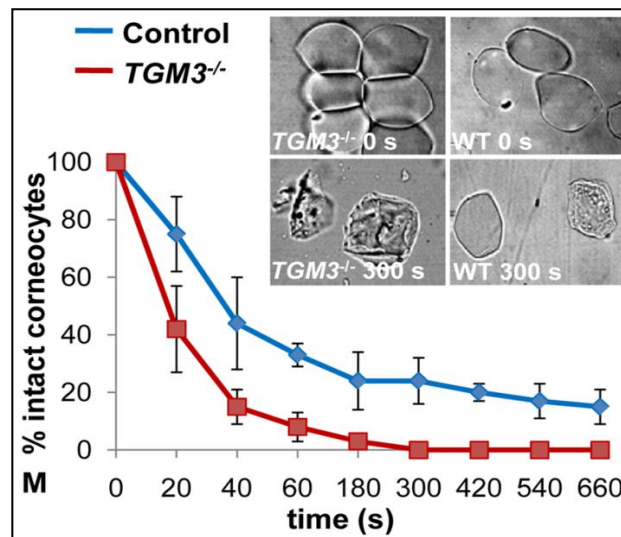 Control
TGM3-/-
TGM3-/- 0 s
WT 0 s
TGM3-/- 300 s
WT 300 s
% intact corneocytes
100
80
60
40
20
0
M
0 20 40 60 180 300 420 540 660
time (s)